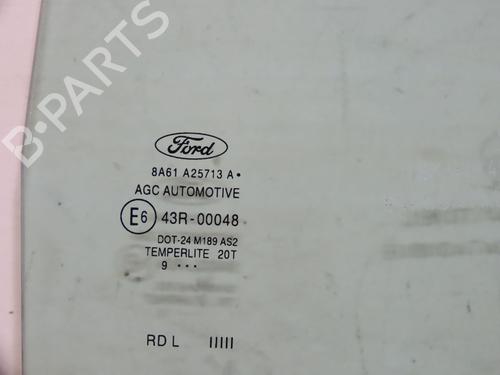 B-PARTS
Ford
8A61 A25713 A•
AGC AUTOMOTIVE
E6 43R-00048
DOT-24 M189 AS2
TEMPERLITE 20T
9 •••
RD L IIIII